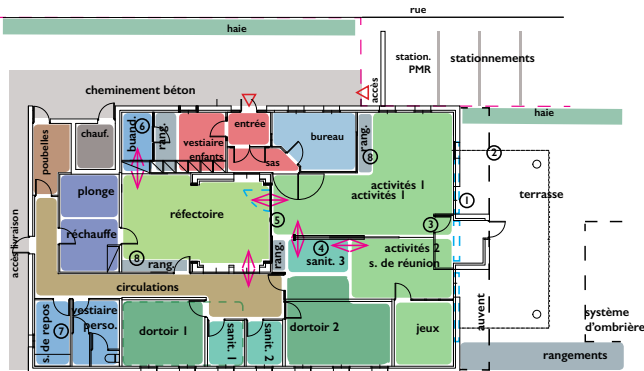 rue
haie
station.
PMR
stationnements
accès
cheminement béton
haie
poubelles
chauf.
buand.
6
rang.
vestiaire
enfants
entrée
sas
bureau
rang.
8
2
plonge
réfectoire
activités 1
activités 1
1
terrasse
réchauffe
5
3
accès livraison
8
rang.
rang.
4
sanit. 3
activités 2
s. de réunion
circulations
s. de repos
7
vestiaire
perso.
dortoir 1
sanit. 1
sanit. 2
dortoir 2
jeux
auvent
système
d'ombrière
rangements